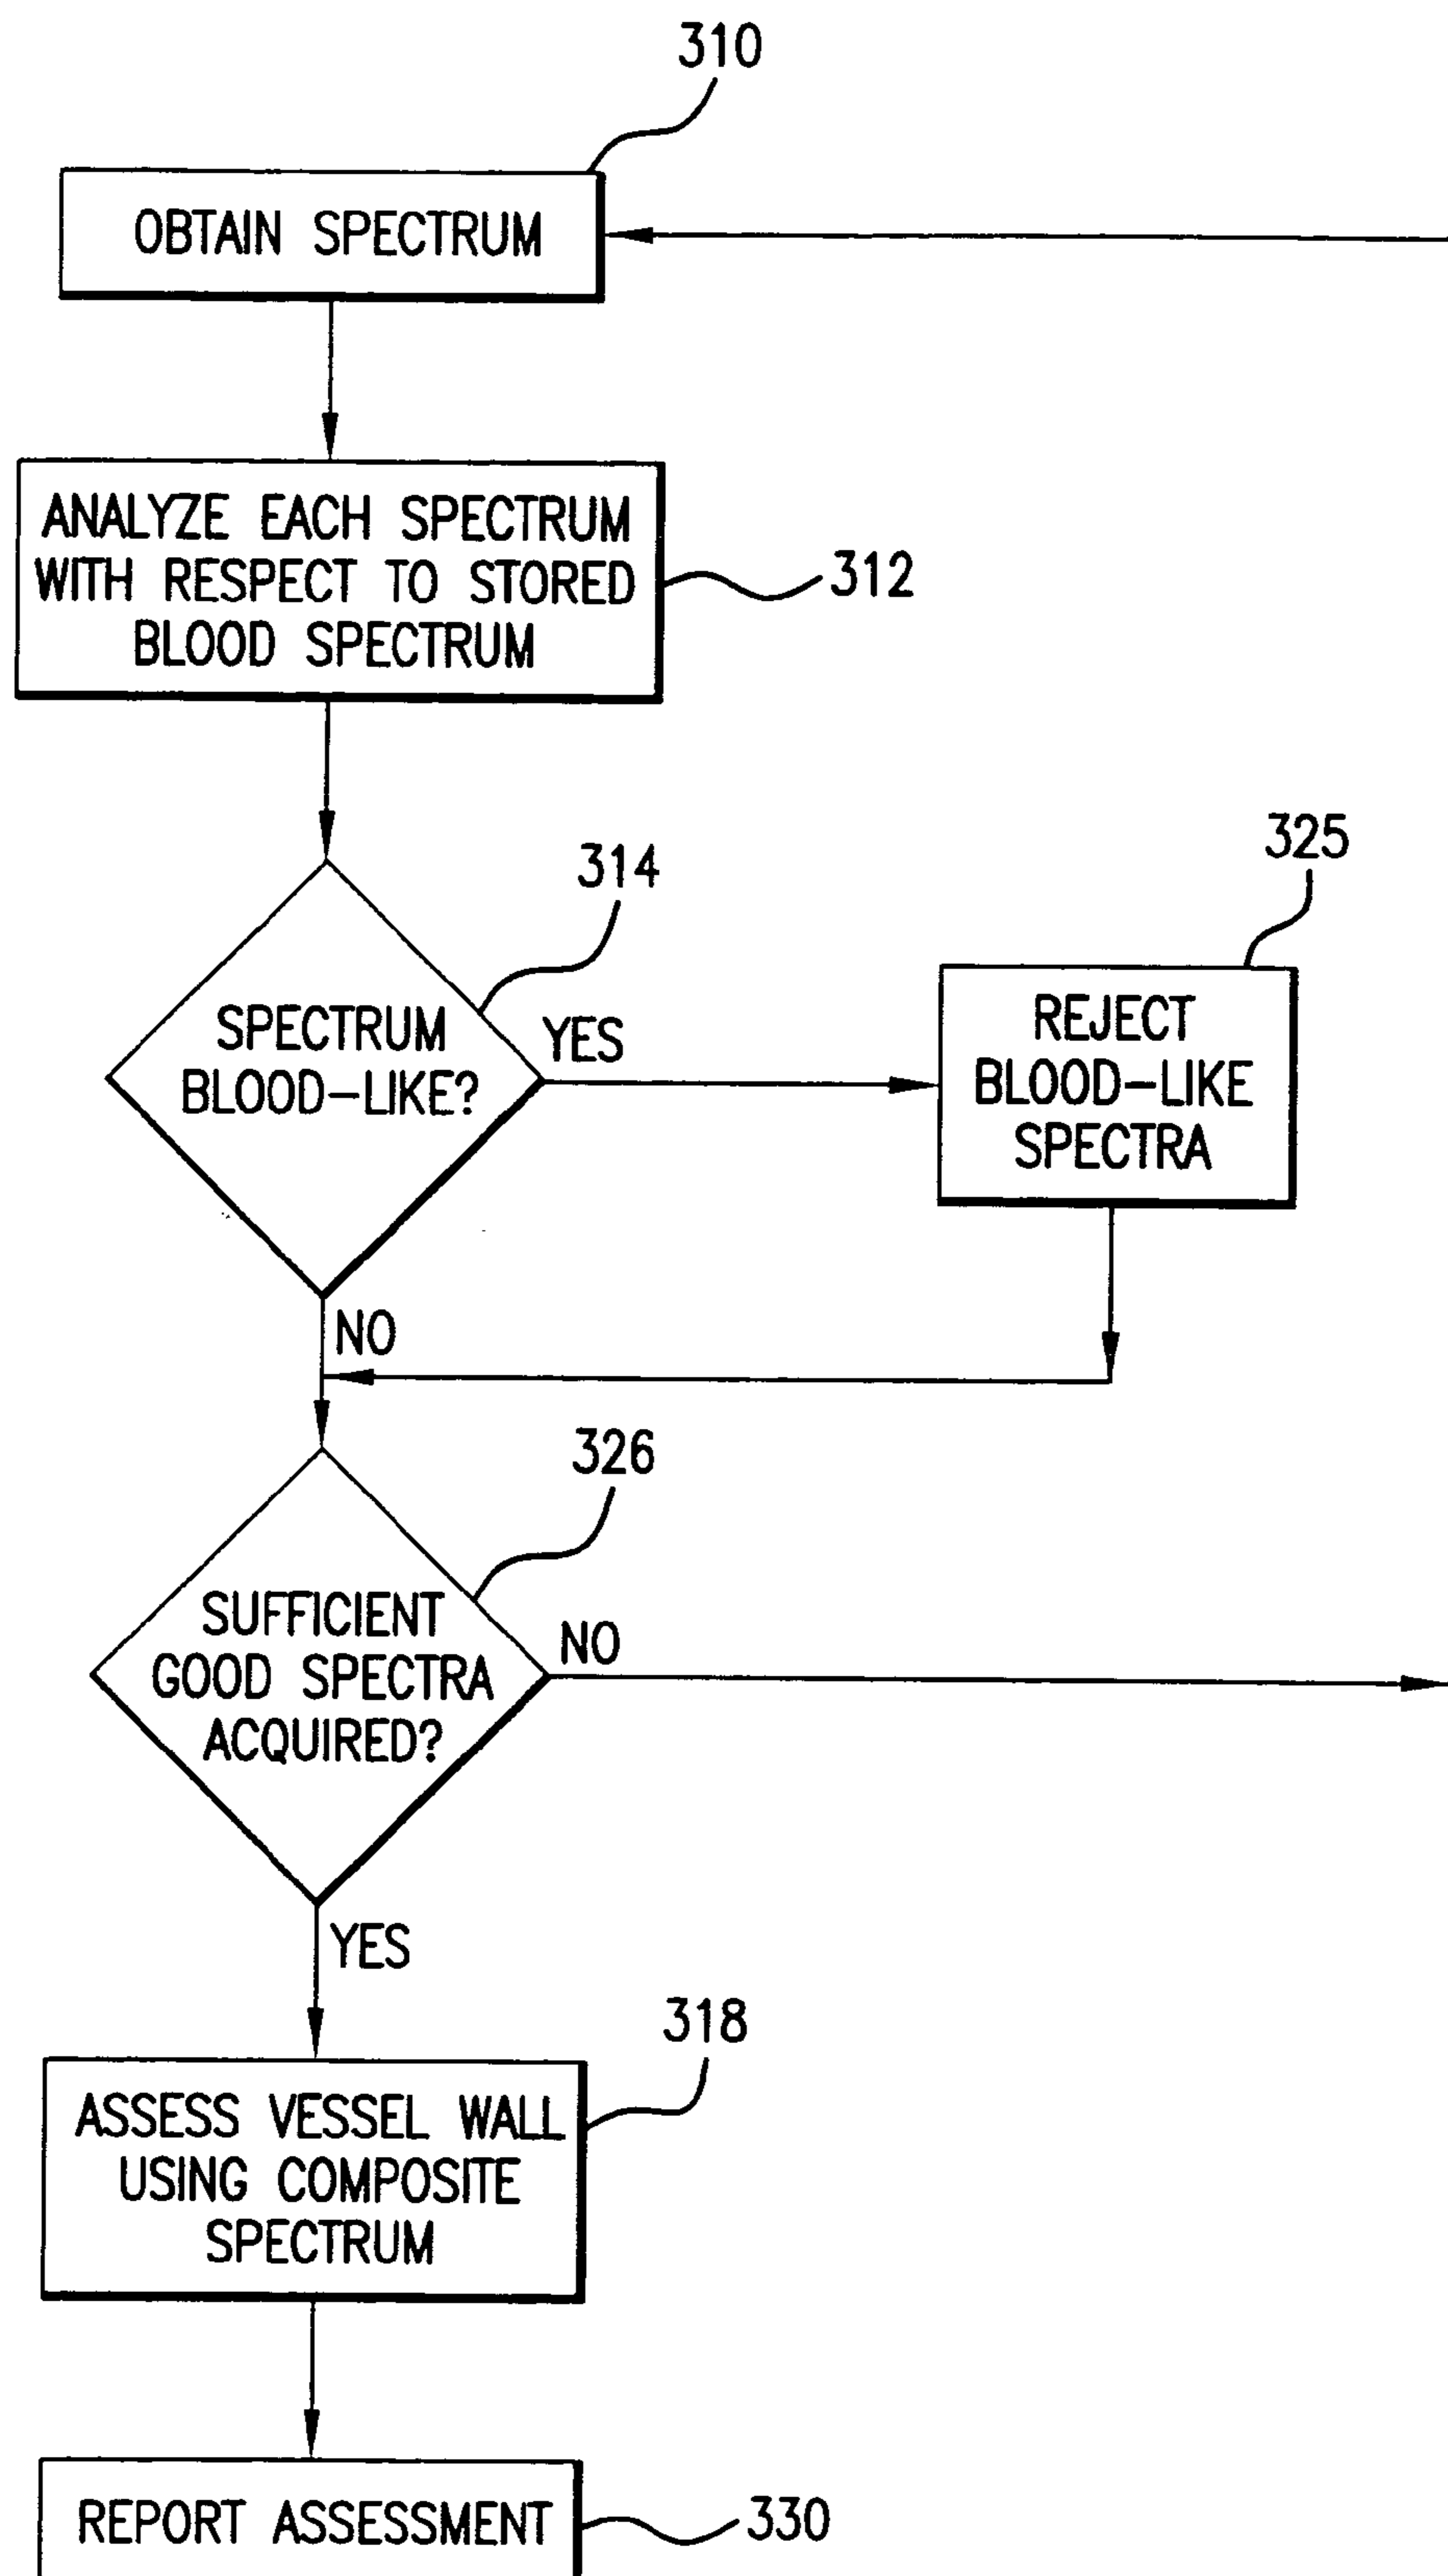 310
OBTAIN SPECTRUM
ANALYZE EACH SPECTRUM
WITH RESPECT TO STORED
BLOOD SPECTRUM
312
314
SPECTRUM
BLOOD-LIKE?
YES
325
REJECT
BLOOD-LIKE
SPECTRA
NO
326
SUFFICIENT
GOOD SPECTRA
ACQUIRED?
NO
YES
318
ASSESS VESSEL WALL
USING COMPOSITE
SPECTRUM
REPORT ASSESSMENT
330